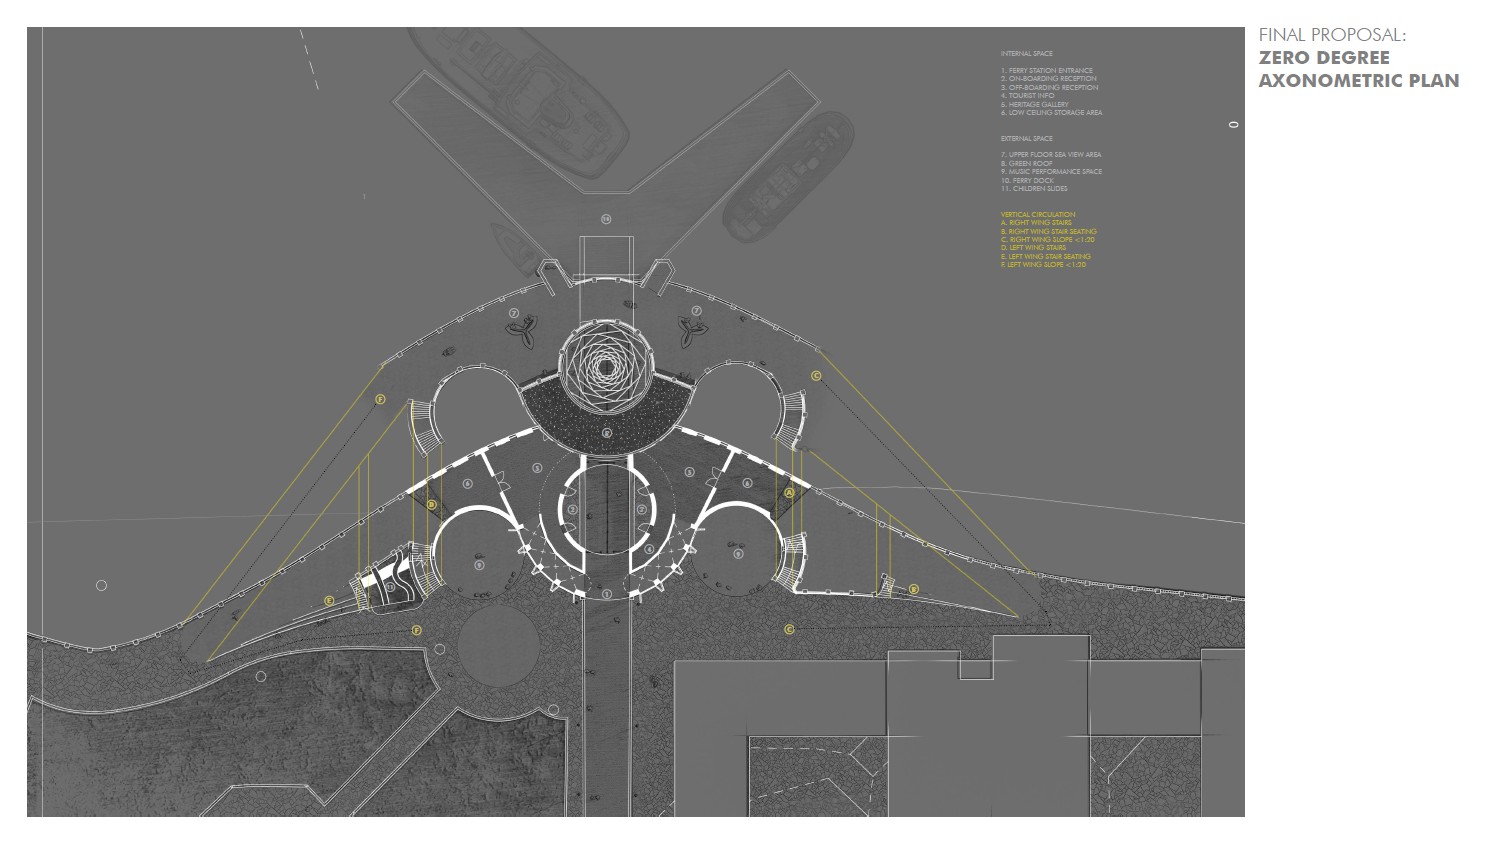 FINAL PROPOSAL:
ZERO DEGREE
AXONOMETRIC PLAN
INTERNAL SPACE
1. FERRY STATION ENTRANCE
2. ON-BOARDING RECEPTION
3. OFF-BOARDING RECEPTION
4. TOURIST INFO
5. HERITAGE GALLERY
6. LOW CEILING STORAGE AREA
EXTERNAL SPACE
7. UPPER FLOOR SEA VIEW AREA
8. GREEN ROOF
9. MUSIC PERFORMANCE SPACE
10. FERRY DOCK
11. CHILDREN SLIDES
VERTICAL CIRCULATION
A. RIGHT WING STAIRS
B. RIGHT WING STAIR SEATING
C. RIGHT WING SLOPE <1:20
D. LEFT WING STAIRS
E. LEFT WING STAIR SEATING
F. LEFT WING SLOPE <1:20
0
10
7
7
C
F
8
5
5
6
6
A
B
2
4
9
1
E
B
F
C